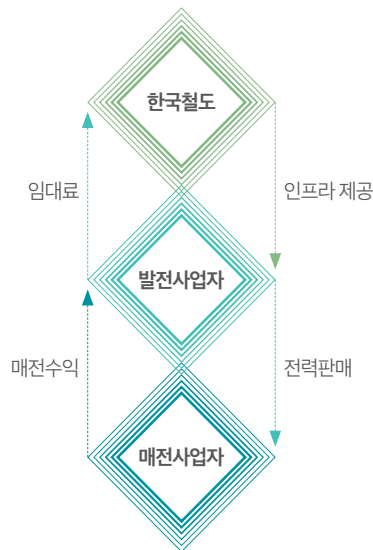 한국철도
임대료
인프라 제공
발전사업자
매전수익
전력판매
매전사업자